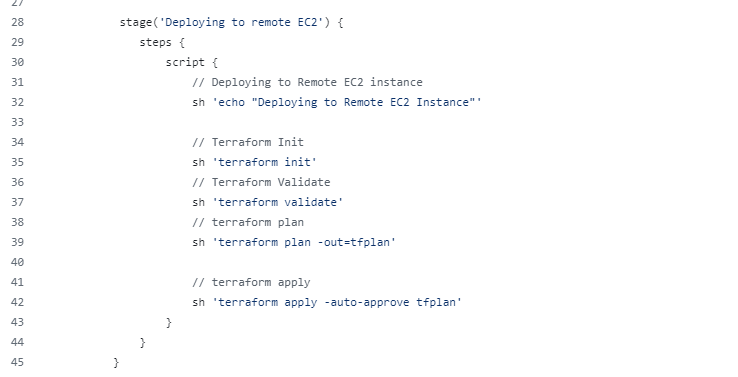 27
28 stage('Deploying to remote EC2') {
29 steps {
30 script {
31 // Deploying to Remote EC2 instance
32 sh 'echo "Deploying to Remote EC2 Instance"'
33
34 // Terraform Init
35 sh 'terraform init'
36 // Terraform Validate
37 sh 'terraform validate'
38 // terraform plan
39 sh 'terraform plan -out=tfplan'
40
41 // terraform apply
42 sh 'terraform apply -auto-approve tfplan'
43 }
44 }
45 }